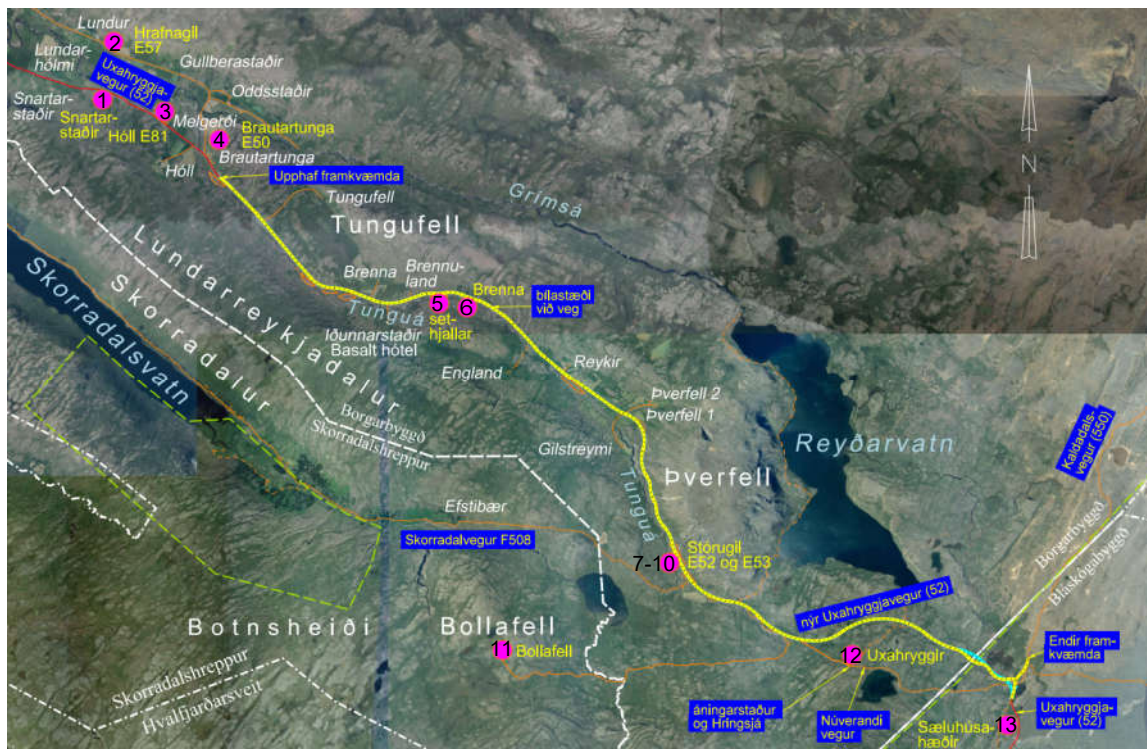 Lundur
2
Hrafnagil
E57
Lundar-
hólmi
Gullberastaðir
Uxahryggja-
vegur (52)
Oddsstaðir
Snartar-
staðir
1
Snartar-
staðir
3
Melgerði
Hóll E81
4
Brautartunga
E50
Brautartunga
Hóll
Upphaf framkvæmda
Tungufell
Grímsá
N
Tungufell
Lundarreykjadalur
Skorradalur
Skorradalsvatn
Brenna
Brennu-
land
Brenna
bílastæði
við veg
5
6
set-
hjallar
Tunguá
Iðunnarstaðir
Basalt hótel
England
Reykir
Þverfell 2
Þverfell 1
Borgarbyggð
Skorradalshreppur
Gilstreymi
Tunguá
Þverfell
Reyðarvatn
Kaldadals-
vegur (550)
Borgarbyggð
Bláskógabyggð
Efstibær
Skorradalvegur F508
7-10
Stórugil
E52 og E53
nýr Uxahryggjavegur (52)
Botnsheiði
Bollafell
11
Bollafell
12
Uxahryggir
Endir fram-
kvæmda
Skorradalshreppur
Hvalfjarðarsveit
áningarstaður
og Hringsjá
Núverandi
vegur
Sæluhúsa-
hæðir
13
Uxahryggja-
vegur (52)